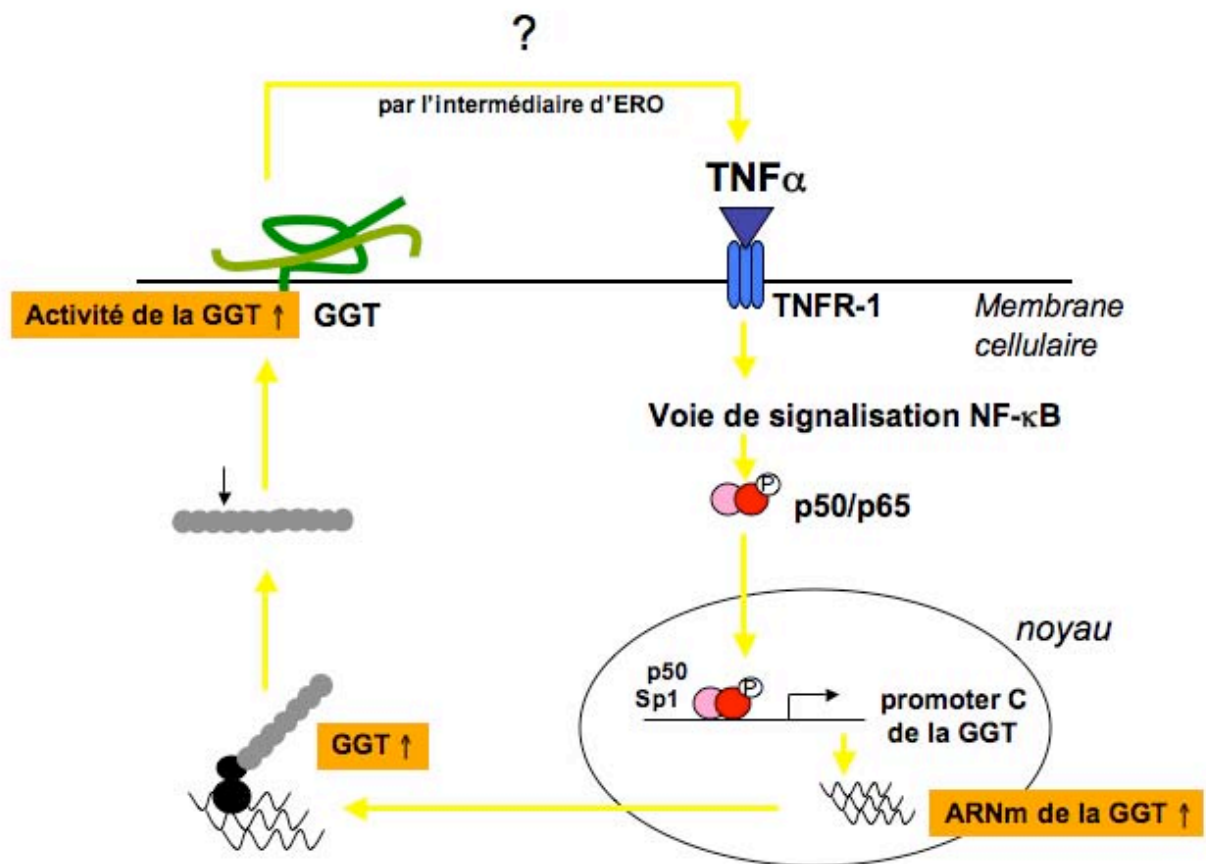 ?
par l'intermédiaire d'ERO
TNFα
Activité de la GGT ↑
GGT
TNFR-1
Membrane
cellulaire
Voie de signalisation NF-κB
P
p50/p65
noyau
p50
Sp1
P
promoter C
de la GGT
GGT ↑
ARNm de la GGT ↑